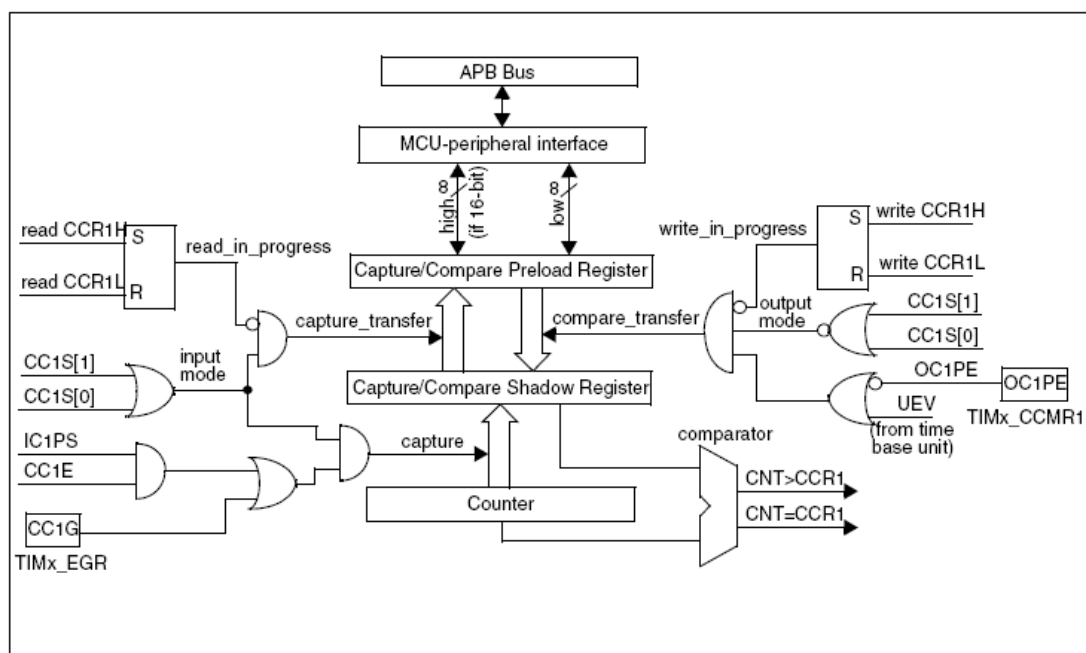 APB Bus
MCU-peripheral interface
high
8
(if 16-bit)
low
8
read CCR1H
S
read_in_progress
read CCR1L
R
write_in_progress
S
write CCR1H
R
write CCR1L
Capture/Compare Preload Register
capture_transfer
compare_transfer
output
mode
CC1S[1]
CC1S[0]
CC1S[1]
CC1S[0]
input
mode
Capture/Compare Shadow Register
OC1PE
OC1PE
UEV
TIMx_CCMR1
(from time
base unit)
IC1PS
CC1E
capture
comparator
CC1G
TIMx_EGR
Counter
CNT>CCR1
CNT=CCR1